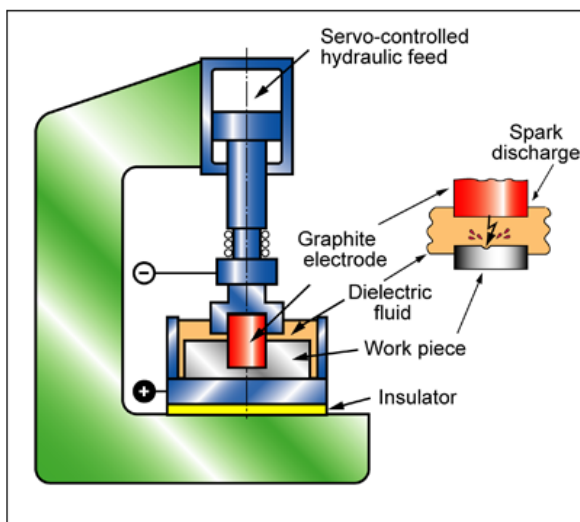 Servo-controlled
hydraulic feed
Spark
discharge
Graphite
electrode
Dielectric
fluid
Work piece
Insulator
−
+